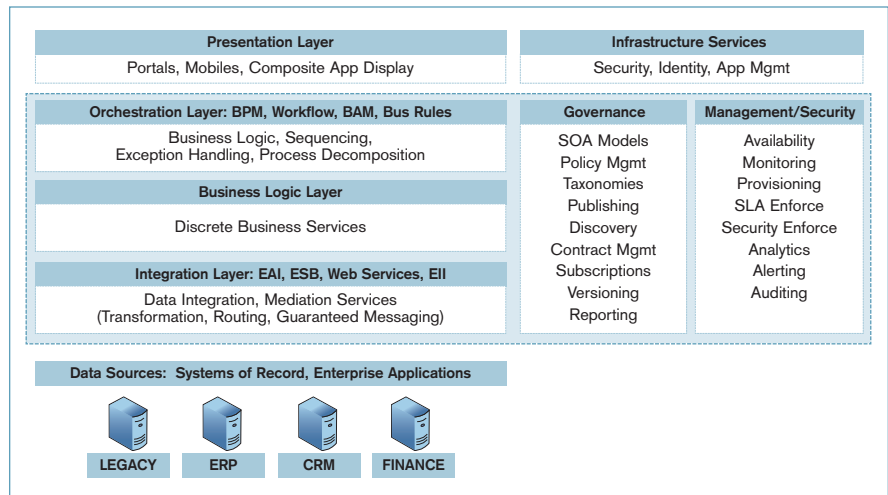 Presentation Layer
Portals, Mobiles, Composite App Display
Infrastructure Services
Security, Identity, App Mgmt
Orchestration Layer: BPM, Workflow, BAM, Bus Rules
Business Logic, Sequencing,
Exception Handling, Process Decomposition
Business Logic Layer
Discrete Business Services
Integration Layer: EAI, ESB, Web Services, EII
Data Integration, Mediation Services
(Transformation, Routing, Guaranteed Messaging)
Governance
SOA Models
Policy Mgmt
Taxonomies
Publishing
Discovery
Contract Mgmt
Subscriptions
Versioning
Reporting
Management/Security
Availability
Monitoring
Provisioning
SLA Enforce
Security Enforce
Analytics
Alerting
Auditing
Data Sources: Systems of Record, Enterprise Applications
LEGACY
ERP
CRM
FINANCE